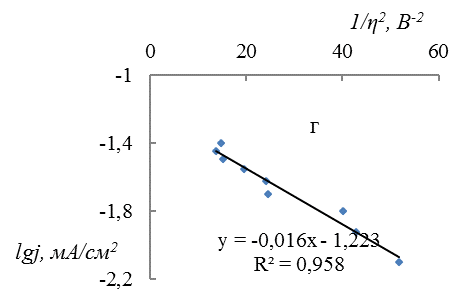 1/η², В⁻²
0 20 40 60
-1
-1,4
-1,8
-2,2
г
lgj, мА/см²
y = -0,016x - 1,223
R² = 0,958